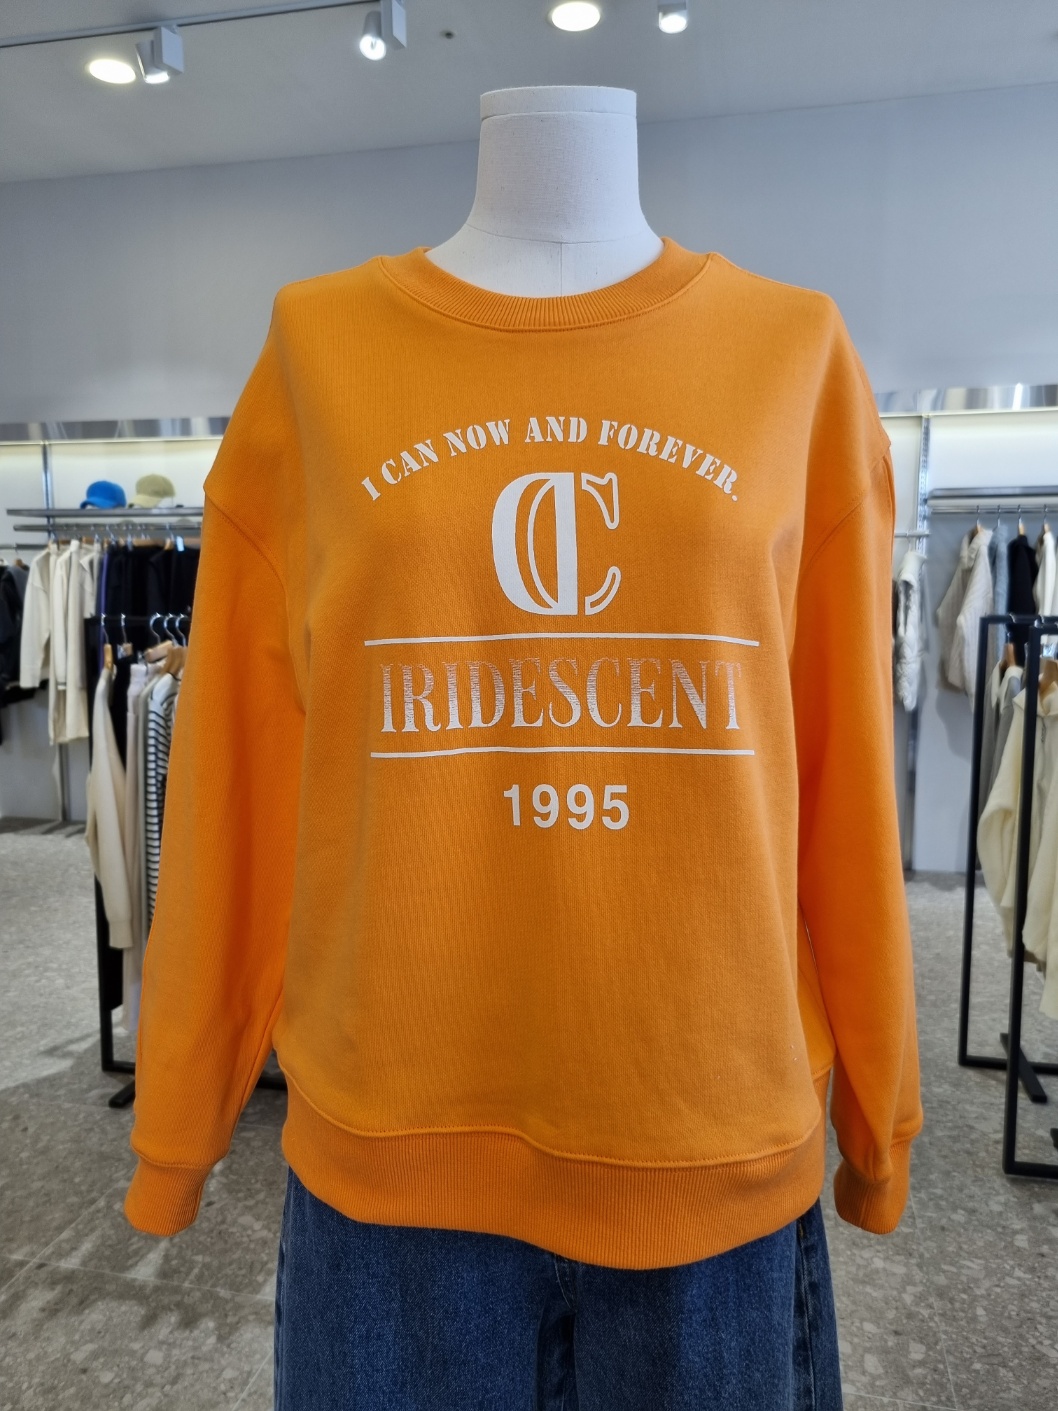 I CAN NOW AND FOREVER.
C
IRIDESCENT
1995